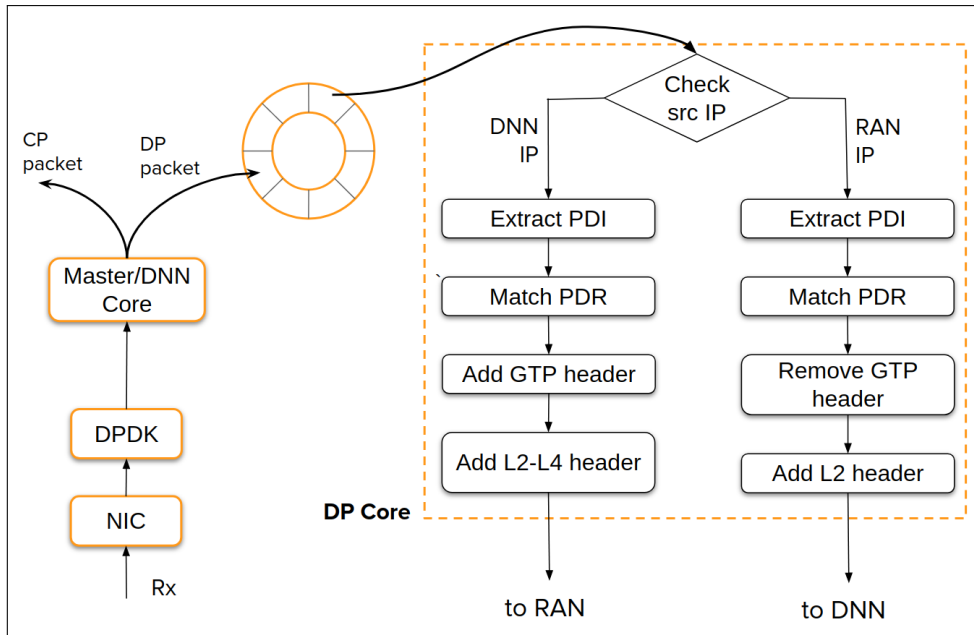 CP
packet
DP
packet
Master/DNN
Core
DPDK
NIC
Rx
Check
src IP
DNN
IP
RAN
IP
Extract PDI
Extract PDI
`
Match PDR
Match PDR
Add GTP header
Remove GTP
header
Add L2-L4 header
Add L2 header
DP Core
to RAN
to DNN